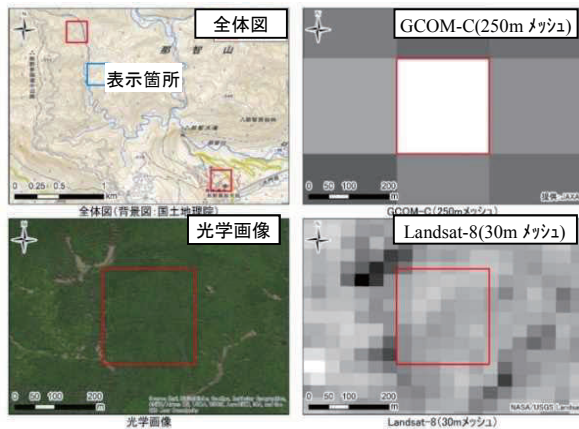 全体図
那智山
表示箇所
0 0.25 0.5 1
km
全体図(背景図:国土地理院)
GCOM-C(250m メッシュ)
0 50 100 200
m
提供:JAXA
GCOM-C(250mメッシュ)
光学画像
0 50 100 200
m
光学画像
Landsat-8(30m メッシュ)
0 50 100 200
m
NASA/USGS Landsat
Landsat-8(30mメッシュ)